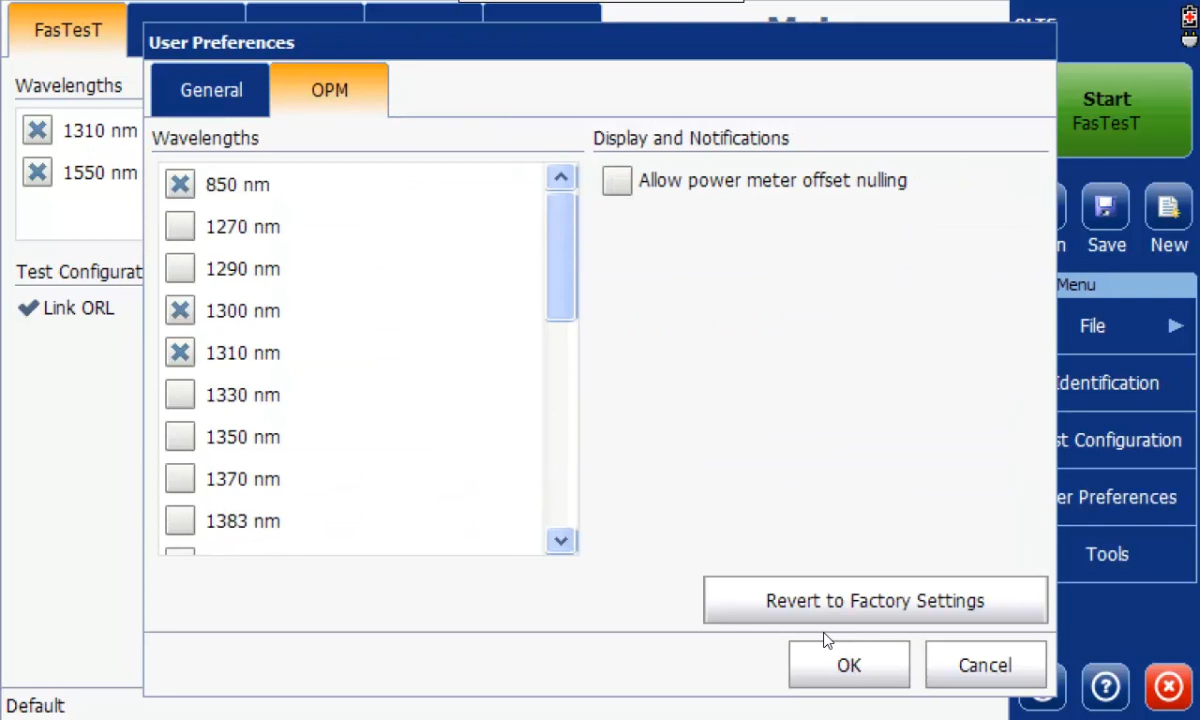 FasTesT
User Preferences
General
OPM
Wavelengths
1310 nm
1550 nm
Test Configurat
Link ORL
Wavelengths
850 nm
1270 nm
1290 nm
1300 nm
1310 nm
1330 nm
1350 nm
1370 nm
1383 nm
Display and Notifications
Allow power meter offset nulling
Revert to Factory Settings
OK
Cancel
Start
FasTesT
n
Save
New
Menu
File
dentification
st Configuration
er Preferences
Tools
?
Default